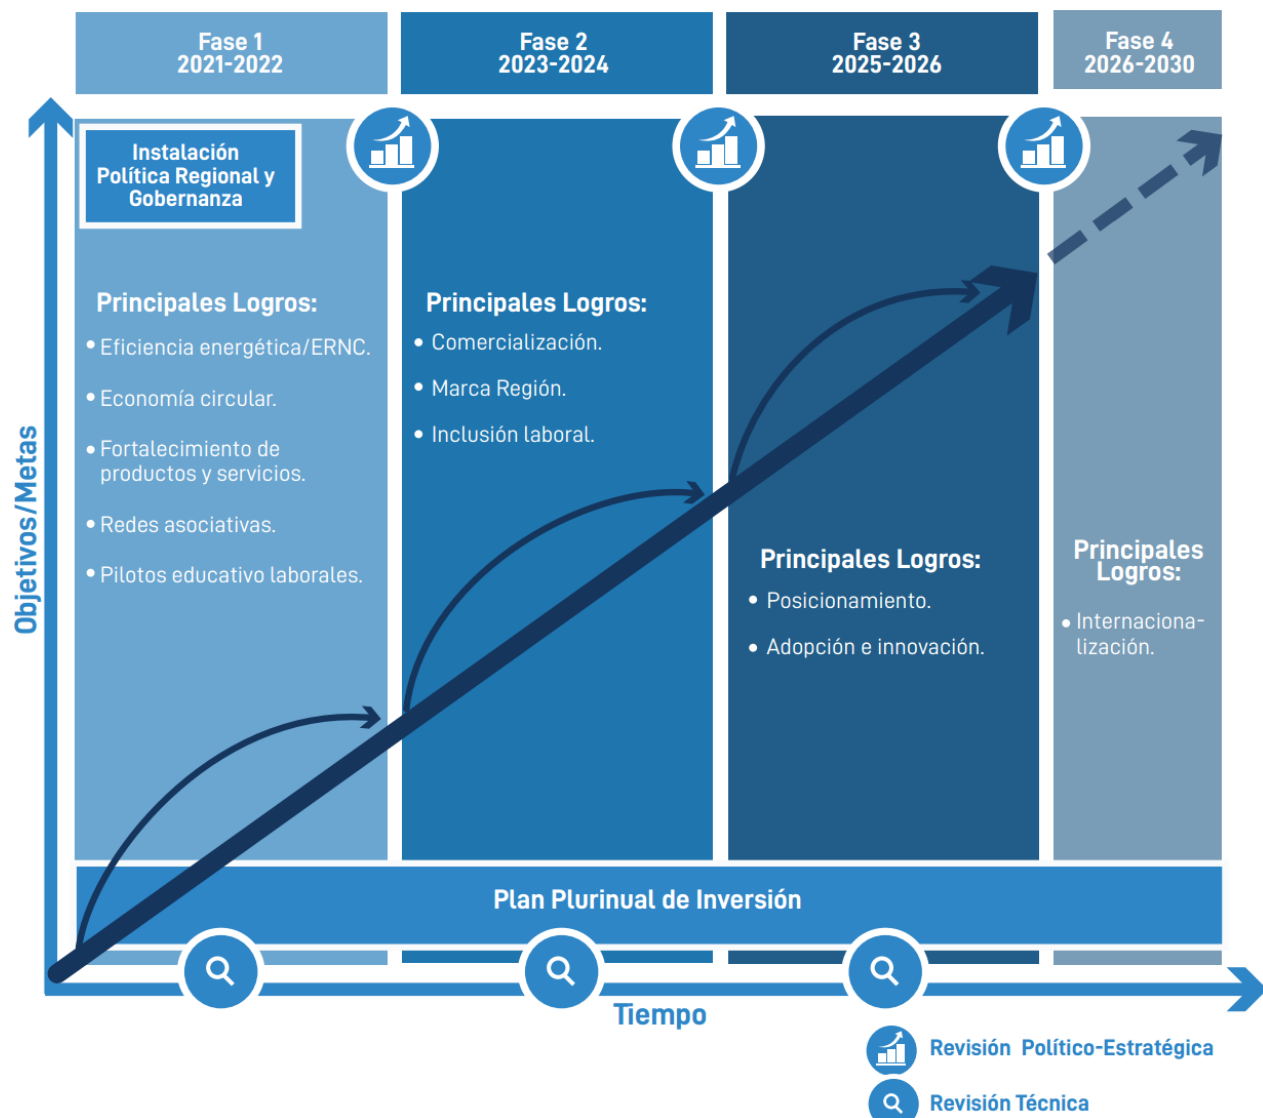 Fase 1
2021-2022
Fase 2
2023-2024
Fase 3
2025-2026
Fase 4
2026-2030
Instalación
Política Regional y
Gobernanza
Principales Logros:
• Eficiencia energética/ERNC.
• Economía circular.
• Fortalecimiento de
productos y servicios.
• Redes asociativas.
• Pilotos educativo laborales.
Principales Logros:
• Comercialización.
• Marca Región.
• Inclusión laboral.
Principales Logros:
• Posicionamiento.
• Adopción e innovación.
Principales
Logros:
• Internaciona-
lización.
Objetivos/Metas
Plan Plurinual de Inversión
Tiempo
Revisión Político-Estratégica
Revisión Técnica